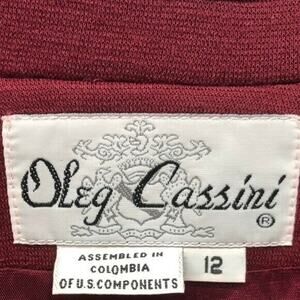 Oleg Cassini ®
ASSEMBLED IN
COLOMBIA
OF U.S. COMPONENTS
12